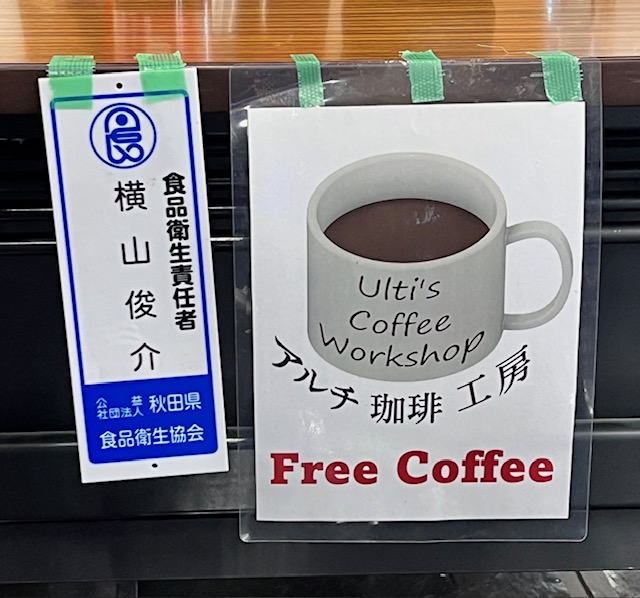 食品衛生責任者
横山俊介
公益社団法人 秋田県
食品衛生協会
Ulti's
Coffee
Workshop
アルチ 珈琲 工房
Free Coffee